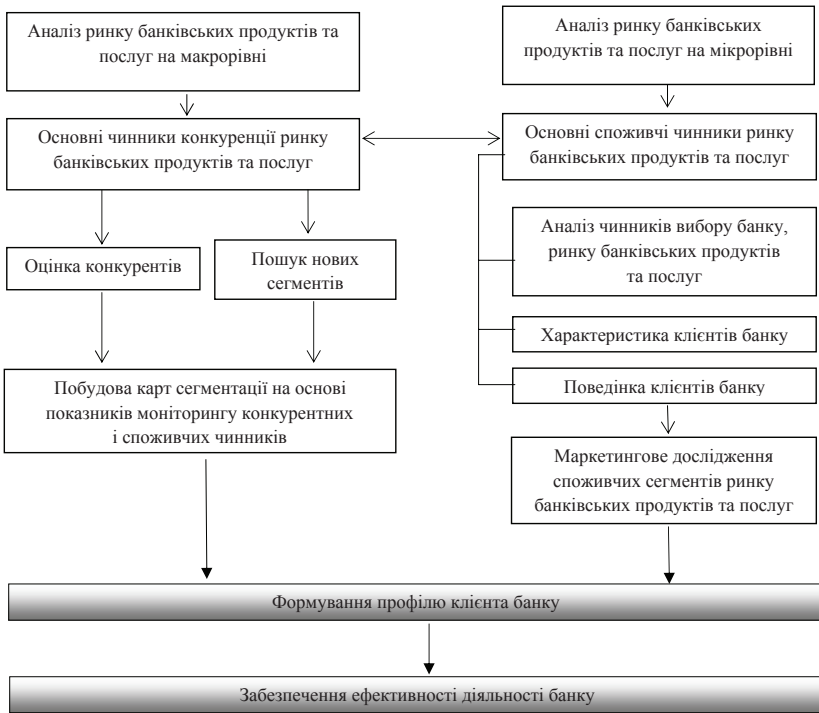 Аналіз ринку банківських продуктів та
послуг на макрорівні
Аналіз ринку банківських
продуктів та послуг на мікрорівні
Основні чинники конкуренції ринку
банківських продуктів та послуг
Основні споживчі чинники ринку
банківських продуктів та послуг
Оцінка конкурентів
Пошук нових
сегментів
Аналіз чинників вибору банку,
ринку банківських продуктів
та послуг
Характеристика клієнтів банку
Поведінка клієнтів банку
Побудова карт сегментації на основі
показників моніторингу конкурентних
і споживчих чинників
Маркетингове дослідження
споживчих сегментів ринку
банківських продуктів та послуг
Формування профілю клієнта банку
Забезпечення ефективності діяльності банку